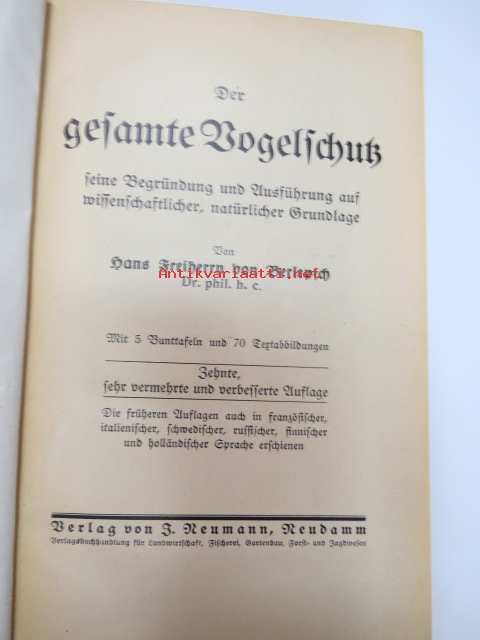 Der
gesamte Vogelschutz
seine Begründung und Ausführung auf
wissenschaftlicher, natürlicher Grundlage
Von
Hans Freiherrn von Berlepsch
Antikvariaatti.net
Dr. phil. h. c.
Mit 5 Bunttafeln und 70 Textabbildungen
Zehnte,
sehr vermehrte und verbesserte Auflage
Die früheren Auflagen auch in französischer,
italienischer, schwedischer, russischer, finnischer
und holländischer Sprache erschienen
Verlag von J. Neumann, Neudamm
Verlagsbuchhandlung für Landwirtschaft, Fischerei, Gartenbau, Forst- und Jagdwesen